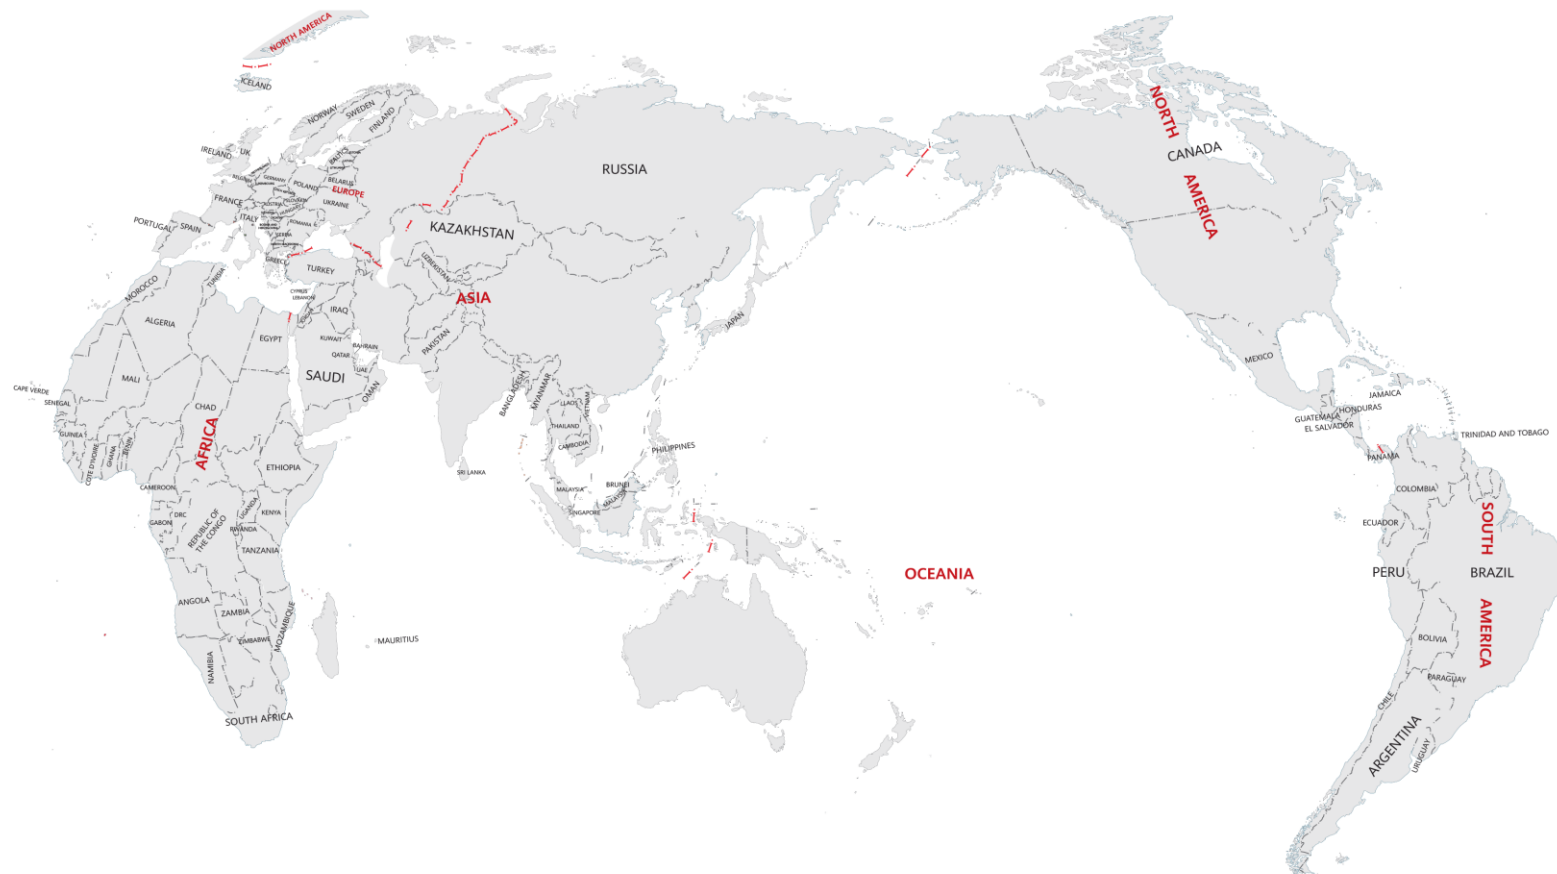 NORTH AMERICA
ICELAND
NORWAY
SWEDEN
FINLAND
IRELAND
UK
BALTICS
GERMANY
POLAND
BELARUS
EUROPE
UKRAINE
FRANCE
ROMANIA
SERBIA
PORTUGAL
SPAIN
ITALY
GREECE
TURKEY
RUSSIA
KAZAKHSTAN
UZBEKISTAN
ASIA
PAKISTAN
JAPAN
CYPRUS
LEBANON
IRAQ
KUWAIT
BAHRAIN
QATAR
UAE
SAUDI
OMAN
MOROCCO
TUNISIA
ALGERIA
EGYPT
MALI
CHAD
CAPE VERDE
SENEGAL
GUINEA
COTE D'IVOIRE
GHANA
BENIN
AFRICA
ETHIOPIA
CAMEROON
GABON
DRC
REPUBLIC OF
THE CONGO
UGANDA
RWANDA
KENYA
TANZANIA
ANGOLA
ZAMBIA
ZIMBABWE
MOZAMBIQUE
NAMIBIA
SOUTH AFRICA
MAURITIUS
BANGLADESH
MYANMAR
LAOS
VIETNAM
THAILAND
CAMBODIA
SRI LANKA
PHILIPPINES
MALAYSIA
BRUNEI
MALAYSIA
SINGAPORE
OCEANIA
NORTH
AMERICA
CANADA
MEXICO
JAMAICA
GUATEMALA
HONDURAS
EL SALVADOR
TRINIDAD AND TOBAGO
PANAMA
COLOMBIA
ECUADOR
PERU
BRAZIL
SOUTH
AMERICA
BOLIVIA
PARAGUAY
CHILE
ARGENTINA
URUGUAY